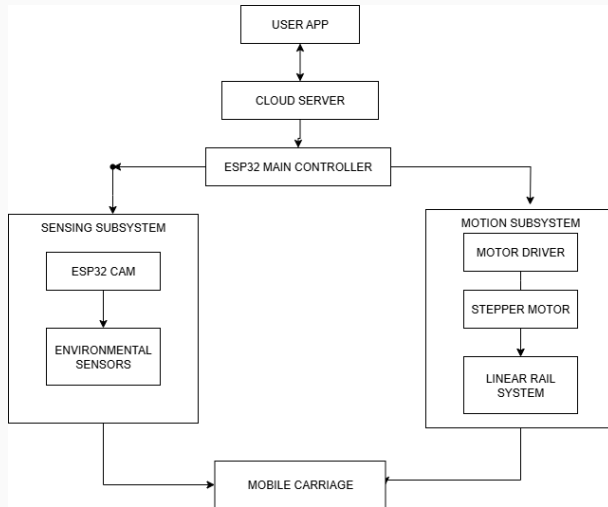 USER APP
CLOUD SERVER
ESP32 MAIN CONTROLLER
SENSING SUBSYSTEM
ESP32 CAM
ENVIRONMENTAL
SENSORS
MOTION SUBSYSTEM
MOTOR DRIVER
STEPPER MOTOR
LINEAR RAIL
SYSTEM
MOBILE CARRIAGE